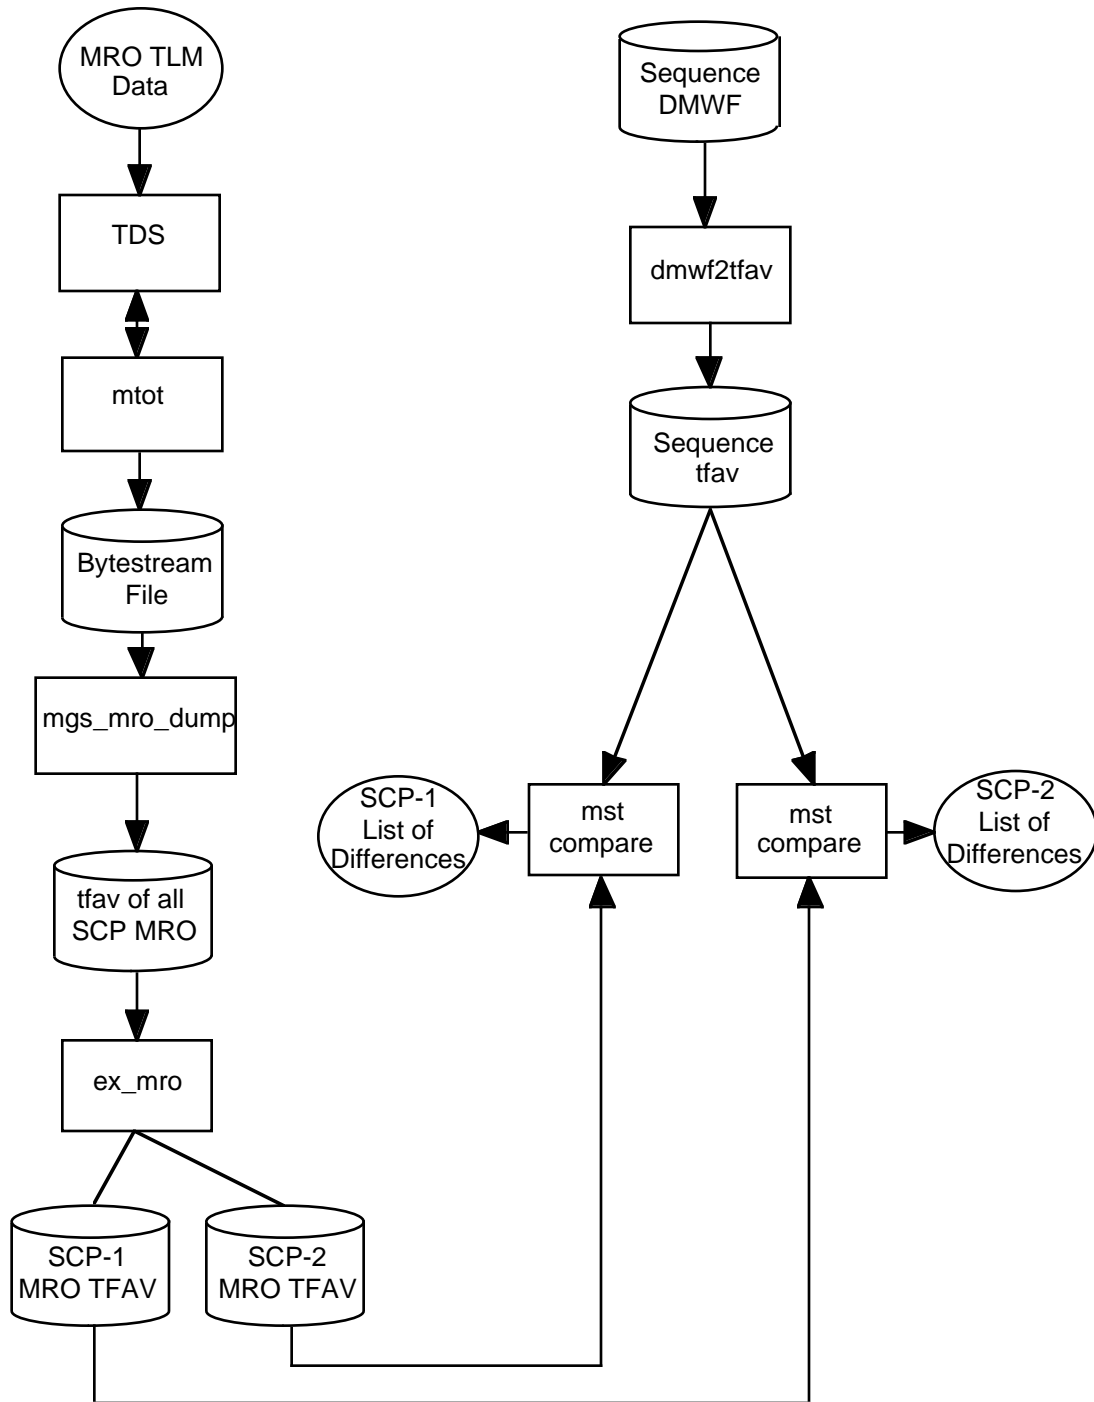 MRO TLM
Data
TDS
mtot
Bytestream
File
mgs_mro_dump
tfav of all
SCP MRO
ex_mro
SCP-1
MRO TFAV
SCP-2
MRO TFAV
Sequence
DMWF
dmwf2tfav
Sequence
tfav
SCP-1
List of
Differences
mst
compare
mst
compare
SCP-2
List of
Differences